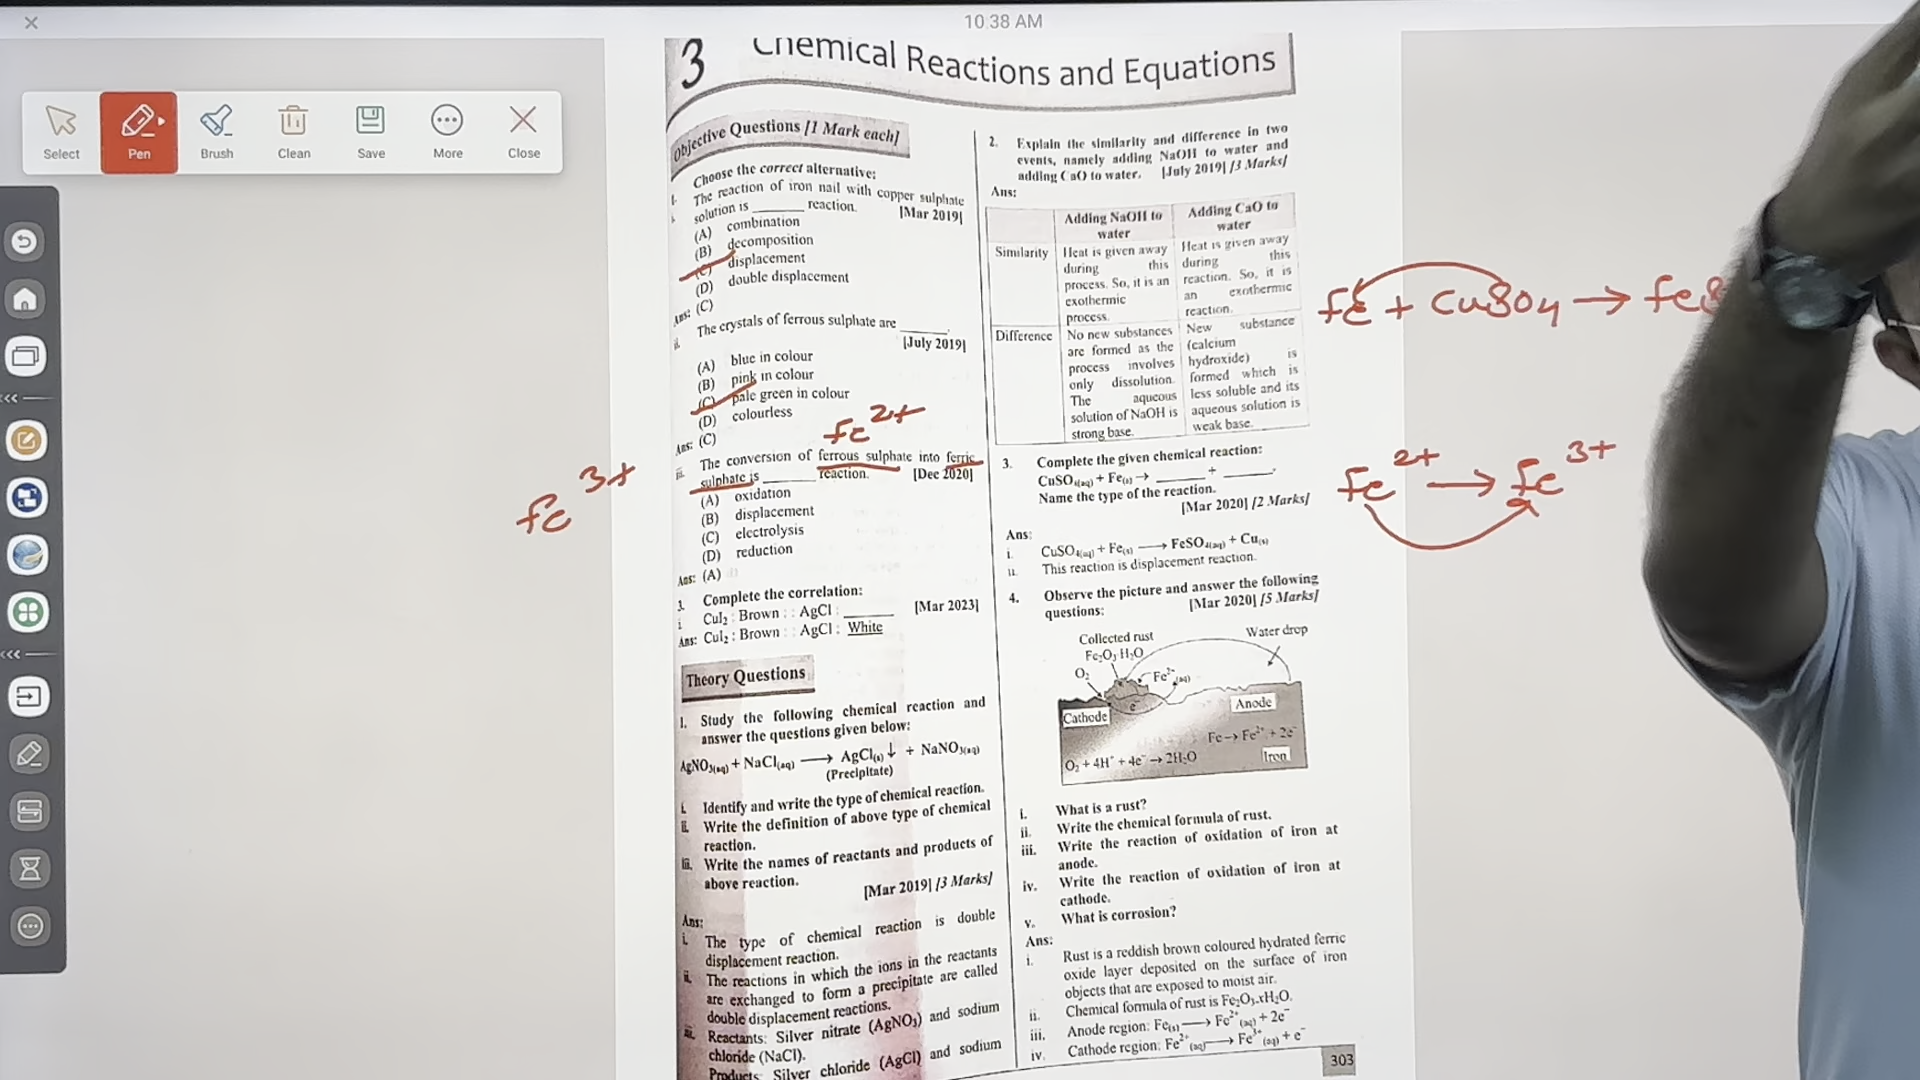 10:38 AM
Select
Pen
Brush
Clean
Save
More
Close
3 Chemical Reactions and Equations
Objective Questions [1 Mark each]
Choose the correct alternative:
The reaction of iron nail with copper sulphate
solution is ______ reaction. [Mar 2019]
(A) combination
(B) decomposition
(C) displacement
(D) double displacement
Ans: (C)
ii. The crystals of ferrous sulphate are ______.
[July 2019]
(A) blue in colour
(B) pink in colour
(C) pale green in colour
(D) colourless
Ans: (C)
Fe2+
iii. The conversion of ferrous sulphate into ferric
sulphate is ______ reaction. [Dec 2020]
(A) oxidation
(B) displacement
(C) electrolysis
(D) reduction
Ans: (A)
Fe 3+
3. Complete the correlation:
i. CuI₂ : Brown : : AgCl : ______ [Mar 2023]
Ans: CuI₂ : Brown : : AgCl : White
Theory Questions
1. Study the following chemical reaction and
answer the questions given below:
AgNO₃(aq) + NaCl(aq) ⟶ AgCl(s)↓ + NaNO₃(aq)
(Precipitate)
i. Identify and write the type of chemical reaction.
ii. Write the definition of above type of chemical
reaction.
iii. Write the names of reactants and products of
above reaction.
[Mar 2019] [3 Marks]
Ans:
i. The type of chemical reaction is double
displacement reaction.
ii. The reactions in which the ions in the reactants
are exchanged to form a precipitate are called
double displacement reactions.
iii. Reactants: Silver nitrate (AgNO₃) and sodium
chloride (NaCl).
Products: Silver chloride (AgCl) and sodium
2. Explain the similarity and difference in two
events, namely adding NaOH to water and
adding CaO to water. [July 2019] [3 Marks]
Ans:
Adding NaOH to water
Adding CaO to water
Similarity
Heat is given away
during this
process. So, it is an
exothermic
process.
Heat is given away
during this
reaction. So, it is
an exothermic
reaction.
Difference
No new substances
are formed as the
process involves
only dissolution.
The aqueous
solution of NaOH is
strong base.
New substance
(calcium
hydroxide) is
formed which is
less soluble and its
aqueous solution is
weak base.
Fe + CuSO4 → FeS
3. Complete the given chemical reaction:
CuSO₄(aq) + Fe(s) → ______ + ______.
Name the type of the reaction.
[Mar 2020] [2 Marks]
Fe2+ → Fe3+
Ans:
i. CuSO₄(aq) + Fe(s) ⟶ FeSO₄(aq) + Cu(s)
ii. This reaction is displacement reaction.
4. Observe the picture and answer the following
questions: [Mar 2020] [5 Marks]
Collected rust
Fe₂O₃ H₂O
Water drop
O₂
Fe²⁺(aq)
e⁻
Cathode
Anode
Fe → Fe²⁺ + 2e⁻
O₂ + 4H⁺ + 4e⁻ → 2H₂O
Iron
i. What is a rust?
ii. Write the chemical formula of rust.
iii. Write the reaction of oxidation of iron at
anode.
iv. Write the reaction of oxidation of iron at
cathode.
v. What is corrosion?
Ans:
i. Rust is a reddish brown coloured hydrated ferric
oxide layer deposited on the surface of iron
objects that are exposed to moist air.
ii. Chemical formula of rust is Fe₂O₃.xH₂O.
iii. Anode region: Fe(s) ⟶ Fe²⁺(aq) + 2e⁻
iv. Cathode region: Fe²⁺(aq) ⟶ Fe³⁺(aq) + e⁻
303